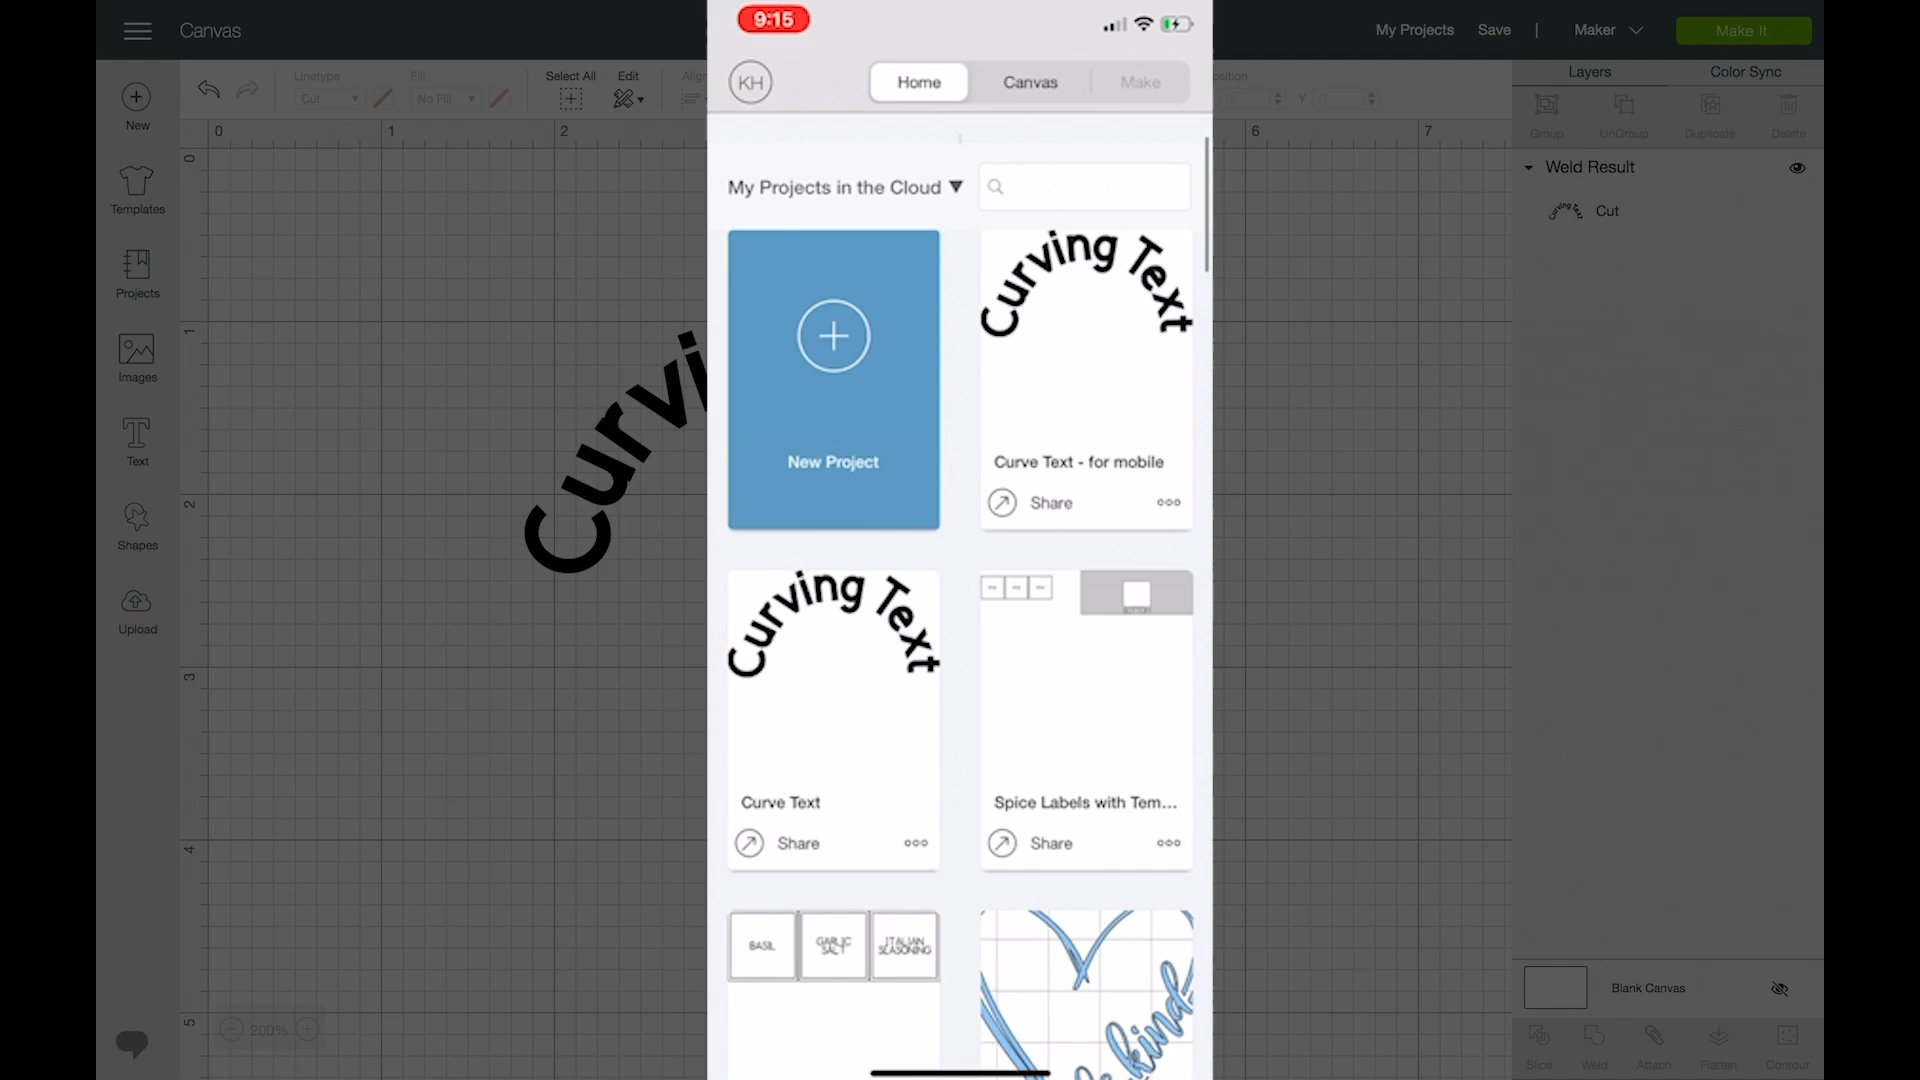 Canvas
My Projects Save | Maker Make It
9:15
KH Home Canvas Make
Linetype Fill Select All Edit
Cut No Fill
Y 0
0 1 2 6 7
0
1
2
3
4
5
New
Templates
Projects
Images
Text
Shapes
Upload
200%
Curvi
My Projects in the Cloud
New Project
Curving Text
Curve Text - for mobile
Share
Curving Text
Curve Text
Share
Spice Labels with Tem...
Share
BASIL
GARLIC SALT
ITALIAN SEASONING
kind
Layers Color Sync
Group UnGroup Duplicate Delete
Weld Result
Curving Text Cut
Blank Canvas
Slice Weld Attach Flatten Contour